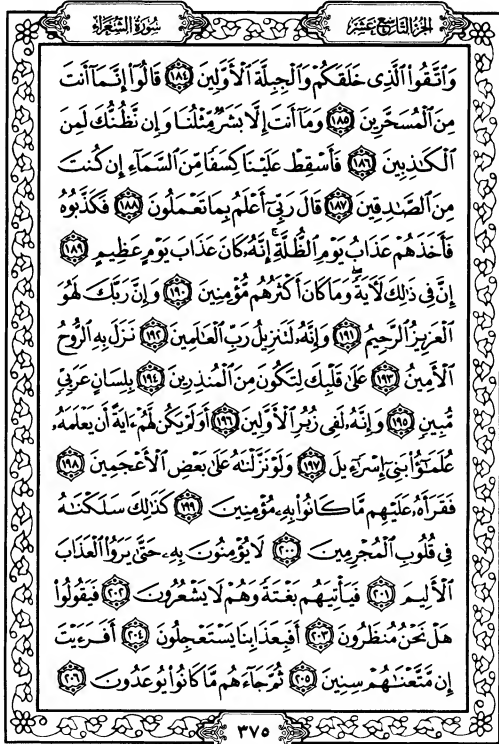 الجزء التاسع عشر
سورة الشعراء
وَاتَّقُوا۟ الَّذِى خَلَقَكُمْ وَالْجِبِلَّةَ الْأَوَّلِينَ ١٨٤ قَالُوٓا۟ إِنَّمَآ أَنتَ
مِنَ الْمُسَحَّرِينَ ١٨٥ وَمَآ أَنتَ إِلَّا بَشَرٌ مِّثْلُنَا وَإِن نَّظُنُّكَ لَمِنَ
الْكَٰذِبِينَ ١٨٦ فَأَسْقِطْ عَلَيْنَا كِسَفًا مِّنَ السَّمَآءِ إِن كُنتَ
مِنَ الصَّٰدِقِينَ ١٨٧ قَالَ رَبِّىٓ أَعْلَمُ بِمَا تَعْمَلُونَ ١٨٨ فَكَذَّبُوهُ
فَأَخَذَهُمْ عَذَابُ يَوْمِ الظُّلَّةِ ۚ إِنَّهُۥ كَانَ عَذَابَ يَوْمٍ عَظِيمٍ ١٨٩
إِنَّ فِى ذَٰلِكَ لَءَايَةً ۖ وَمَا كَانَ أَكْثَرُهُم مُّؤْمِنِينَ ١٩٠ وَإِنَّ رَبَّكَ لَهُوَ
الْعَزِيزُ الرَّحِيمُ ١٩١ وَإِنَّهُۥ لَتَنزِيلُ رَبِّ الْعَٰلَمِينَ ١٩٢ نَزَلَ بِهِ الرُّوحُ
الْأَمِينُ ١٩٣ عَلَىٰ قَلْبِكَ لِتَكُونَ مِنَ الْمُنذِرِينَ ١٩٤ بِلِسَانٍ عَرَبِىٍّ
مُّبِينٍ ١٩٥ وَإِنَّهُۥ لَفِى زُبُرِ الْأَوَّلِينَ ١٩٦ أَوَلَمْ يَكُن لَّهُمْ ءَايَةً أَن يَعْلَمَهُۥ
عُلَمَٰٓؤُا۟ بَنِىٓ إِسْرَٰٓءِيلَ ١٩٧ وَلَوْ نَزَّلْنَٰهُ عَلَىٰ بَعْضِ الْأَعْجَمِينَ ١٩٨
فَقَرَأَهُۥ عَلَيْهِم مَّا كَانُوا۟ بِهِۦ مُؤْمِنِينَ ١٩٩ كَذَٰلِكَ سَلَكْنَٰهُ
فِى قُلُوبِ الْمُجْرِمِينَ ٢٠٠ لَا يُؤْمِنُونَ بِهِۦ حَتَّىٰ يَرَوُا۟ الْعَذَابَ
الْأَلِيمَ ٢٠١ فَيَأْتِيَهُم بَغْتَةً وَهُمْ لَا يَشْعُرُونَ ٢٠٢ فَيَقُولُوا۟
هَلْ نَحْنُ مُنظَرُونَ ٢٠٣ أَفَبِعَذَابِنَا يَسْتَعْجِلُونَ ٢٠٤ أَفَرَءَيْتَ
إِن مَّتَّعْنَٰهُمْ سِنِينَ ٢٠٥ ثُمَّ جَآءَهُم مَّا كَانُوا۟ يُوعَدُونَ ٢٠٦
٣٧٥